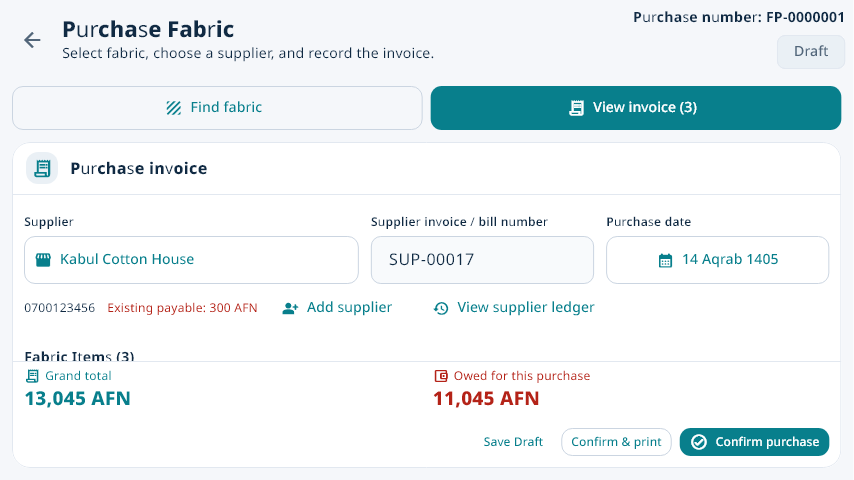 Purchase Fabric
Select fabric, choose a supplier, and record the invoice.
Purchase number: FP-0000001
Draft
Find fabric
View invoice (3)
Purchase invoice
Supplier
Supplier invoice / bill number
Purchase date
Kabul Cotton House
SUP-00017
14 Aqrab 1405
0700123456
Existing payable: 300 AFN
Add supplier
View supplier ledger
Fabric Items (3)
Grand total
Owed for this purchase
13,045 AFN
11,045 AFN
Save Draft
Confirm & print
Confirm purchase